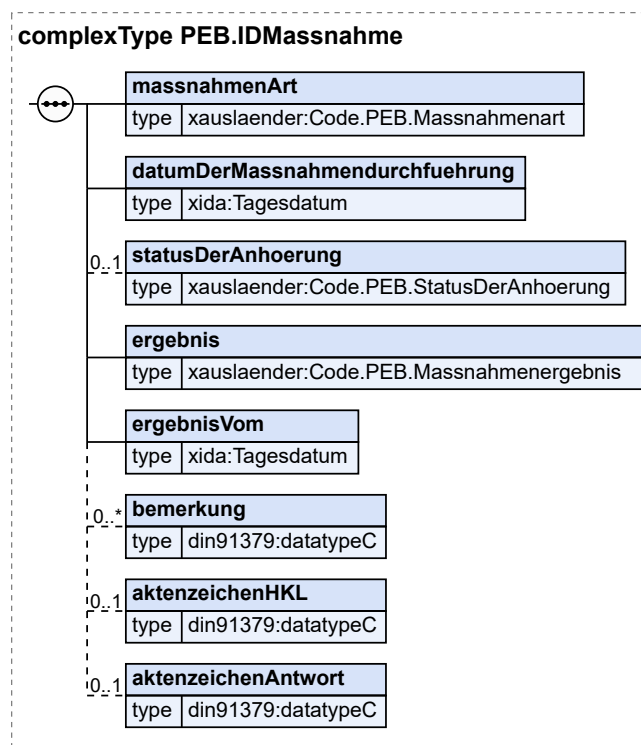 complexType PEB.IDMassnahme
massnahmenArt
type xauslaender:Code.PEB.Massnahmenart
datumDerMassnahmendurchfuehrung
type xida:Tagesdatum
0..1 statusDerAnhoerung
type xauslaender:Code.PEB.StatusDerAnhoerung
ergebnis
type xauslaender:Code.PEB.Massnahmenergebnis
ergebnisVom
type xida:Tagesdatum
0..* bemerkung
type din91379:datatypeC
0..1 aktenzeichenHKL
type din91379:datatypeC
0..1 aktenzeichenAntwort
type din91379:datatypeC